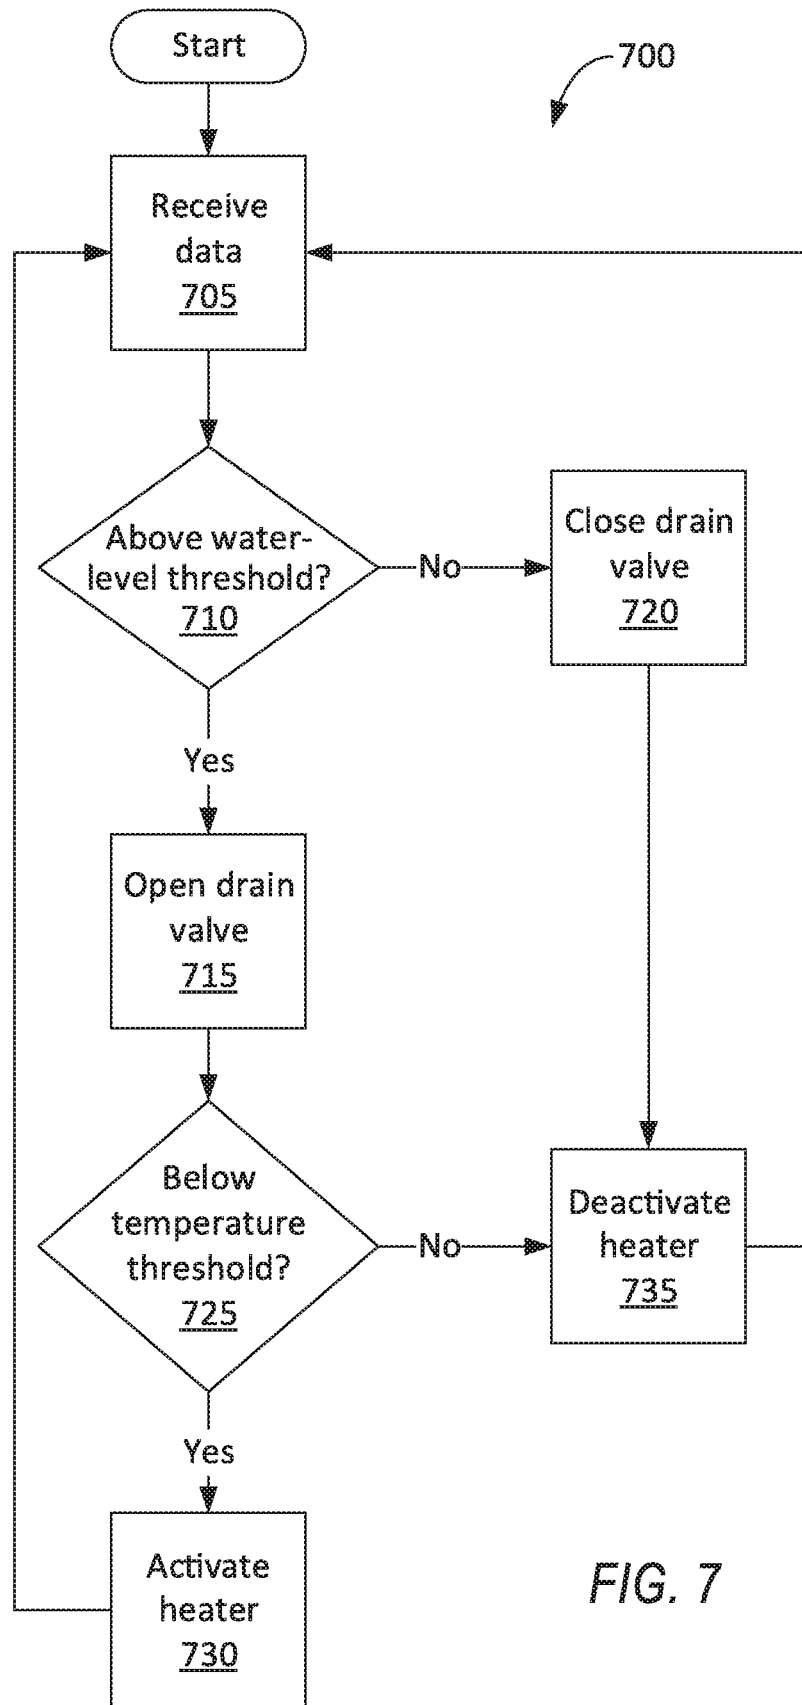 Start
700
Receive
data
705
Above water-
level threshold?
710
No
Close drain
valve
720
Yes
Open drain
valve
715
Below
temperature
threshold?
725
No
Deactivate
heater
735
Yes
Activate
heater
730
FIG. 7